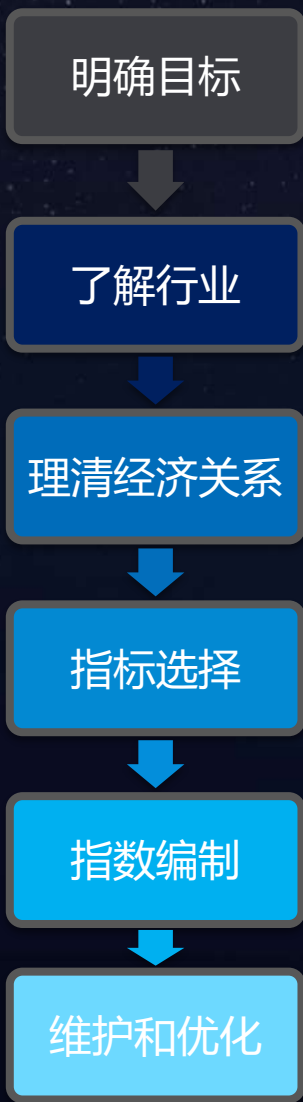 明确目标
了解行业
理清经济关系
指标选择
指数编制
维护和优化